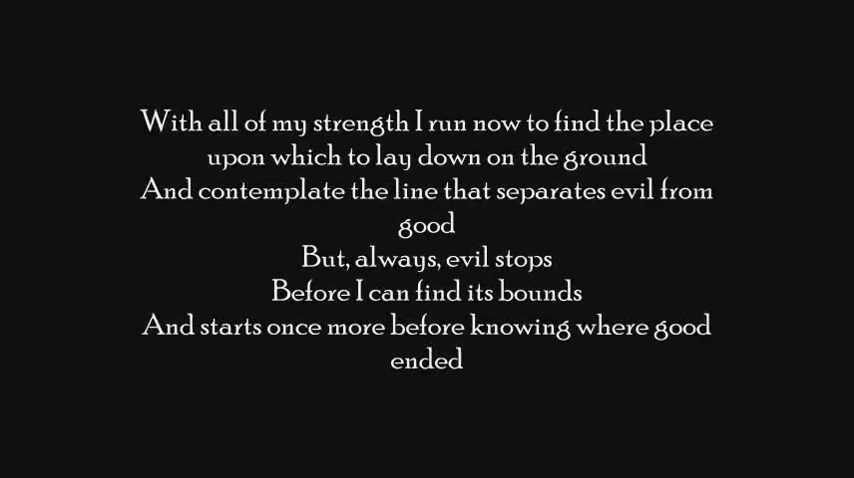 With all of my strength I run now to find the place
upon which to lay down on the ground
And contemplate the line that separates evil from
good
But, always, evil stops
Before I can find its bounds
And starts once more before knowing where good
ended